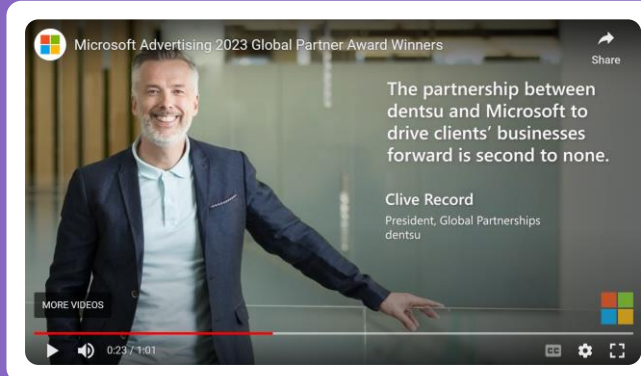 Microsoft Advertising 2023 Global Partner Award Winners
Share
The partnership between
dentsu and Microsoft to
drive clients’ businesses
forward is second to none.
Clive Record
President, Global Partnerships
dentsu
MORE VIDEOS
0:23 / 1:01
CC